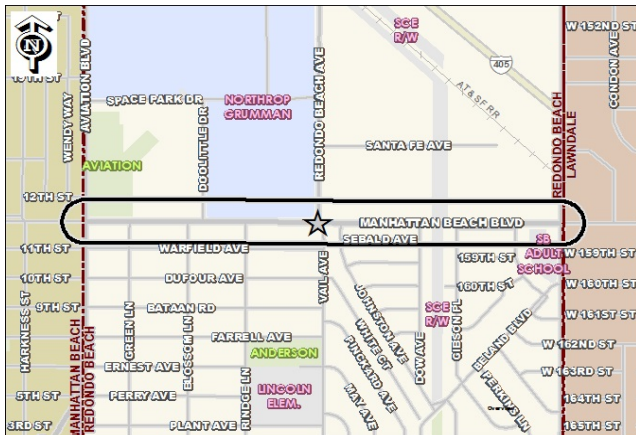 N
SCE
R/W
W 152ND ST
405
CONDON AVE
AVIATION BLVD
WENDY WAY
SPACE PARK DR
NORTHROP
GRUMMAN
DOOLITTLE DR
REDONDO BEACH AVE
AT&SF RR
REDONDO BEACH
LAWNDALE
SANTA FE AVE
AVIATION
12TH ST
MANHATTAN BEACH BLVD
SEBALD AVE
11TH ST
WARFIELD AVE
SB
ADULT
SCHOOL
159TH ST
W 159TH ST
10TH ST
DUFOUR AVE
VAIL AVE
160TH ST
W 160TH ST
HARKNESS ST
9TH ST
BATAAN RD
GREEN LN
BLOSSOM LN
JOHNSTON AVE
SCE
R/W
GIBSON PL
W 161ST ST
FARRELL AVE
WHITE CT
DOW AVE
BELAND BLVD
W 162ND ST
ANDERSON
PINCKARD AVE
MANHATTAN BEACH
REDONDO BEACH
ERNEST AVE
RINDGE LN
PERKINS LN
W 163RD ST
5TH ST
PERRY AVE
LINCOLN
ELEM.
MAY AVE
164TH ST
3RD ST
PLANT AVE
165TH ST